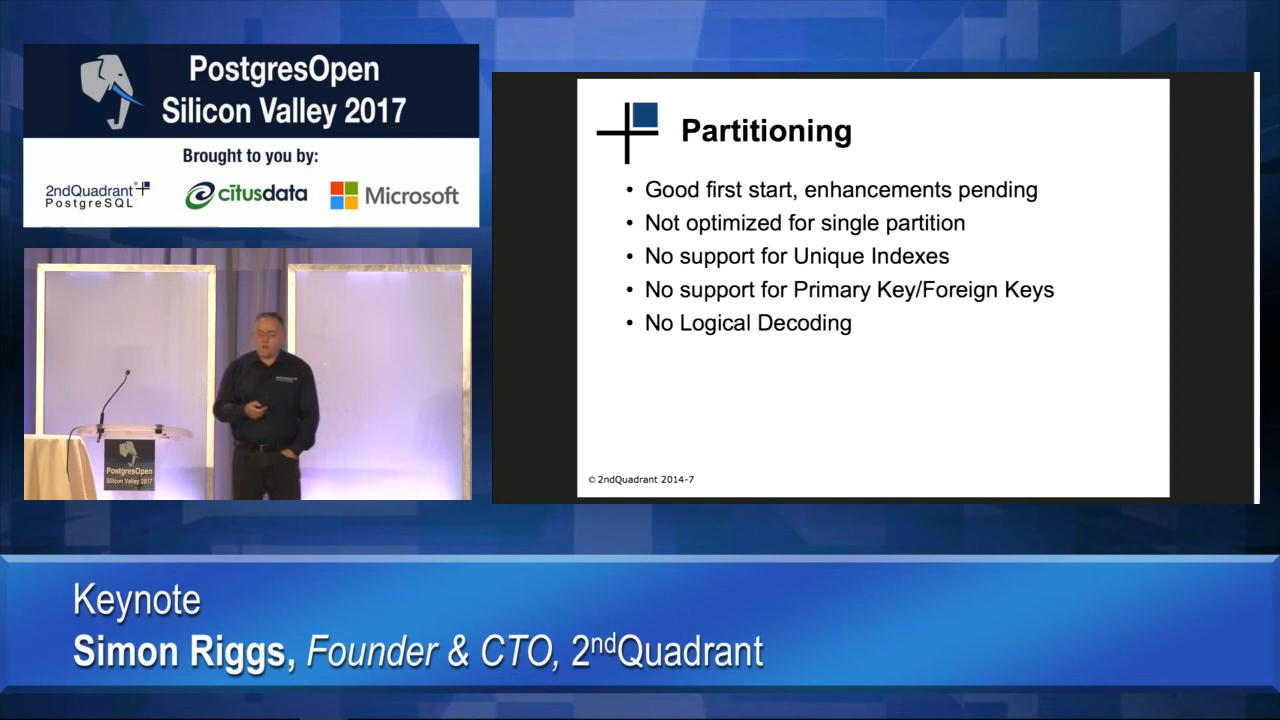 PostgresOpen
Silicon Valley 2017
Brought to you by:
2ndQuadrant®
PostgreSQL
citusdata
Microsoft
PostgresOpen
Silicon Valley 2017
Partitioning
• Good first start, enhancements pending
• Not optimized for single partition
• No support for Unique Indexes
• No support for Primary Key/Foreign Keys
• No Logical Decoding
© 2ndQuadrant 2014-7
Keynote
Simon Riggs, Founder & CTO, 2ndQuadrant